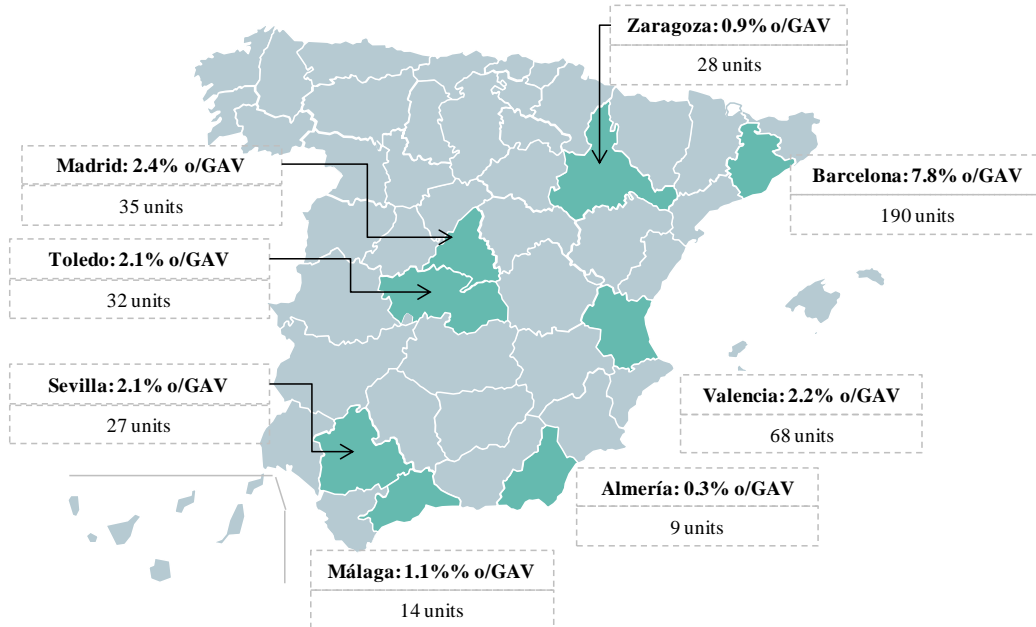 Zaragoza: 0.9% o/GAV
28 units
Madrid: 2.4% o/GAV
35 units
Barcelona: 7.8% o/GAV
190 units
Toledo: 2.1% o/GAV
32 units
Sevilla: 2.1% o/GAV
27 units
Valencia: 2.2% o/GAV
68 units
Almería: 0.3% o/GAV
9 units
Málaga: 1.1%% o/GAV
14 units